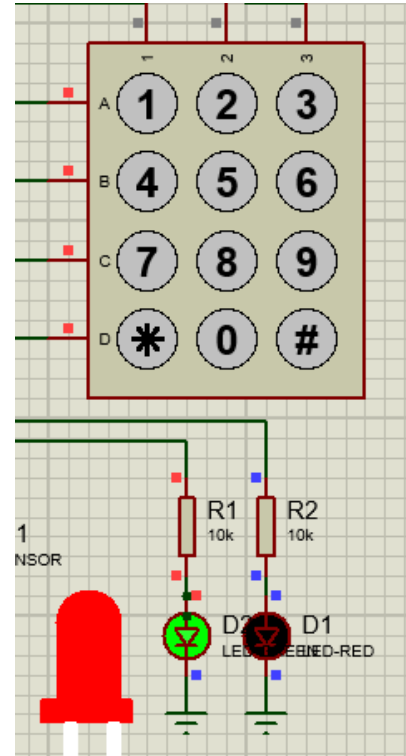 1 2 3
A 1 2 3
B 4 5 6
C 7 8 9
D * 0 #
R1 R2
10k 10k
1
NSOR
D2 D1
LED-RED